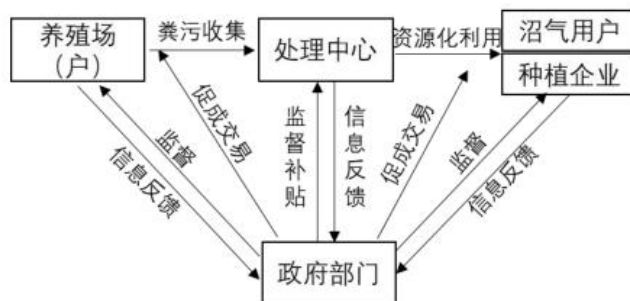 养殖场
(户)
粪污收集
处理中心
资源化利用
沼气用户
种植企业
信息反馈
监督
促成交易
监督补贴
信息反馈
促成交易
监督
信息反馈
政府部门